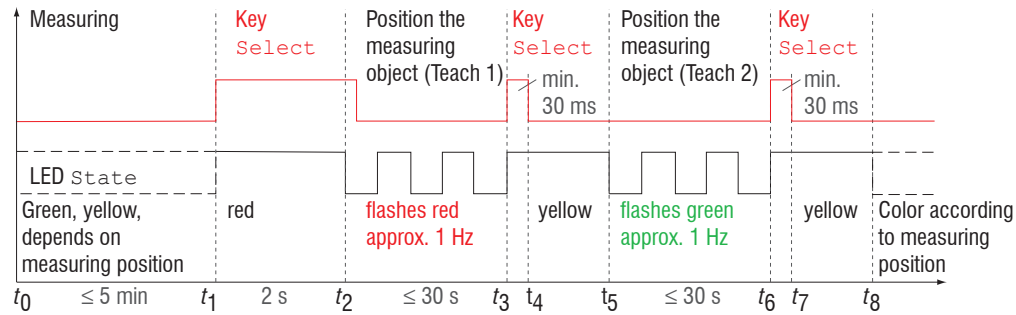 Measuring
Key
Select
Position the
measuring
object (Teach 1)
Key
Select
min.
30 ms
Position the
measuring
object (Teach 2)
Key
Select
min.
30 ms
LED State
Green, yellow,
depends on
measuring position
red
flashes red
approx. 1 Hz
yellow
flashes green
approx. 1 Hz
yellow
Color according
to measuring
position
t0 ≤ 5 min t1 2 s t2 ≤ 30 s t3 t4 t5 ≤ 30 s t6 t7 t8